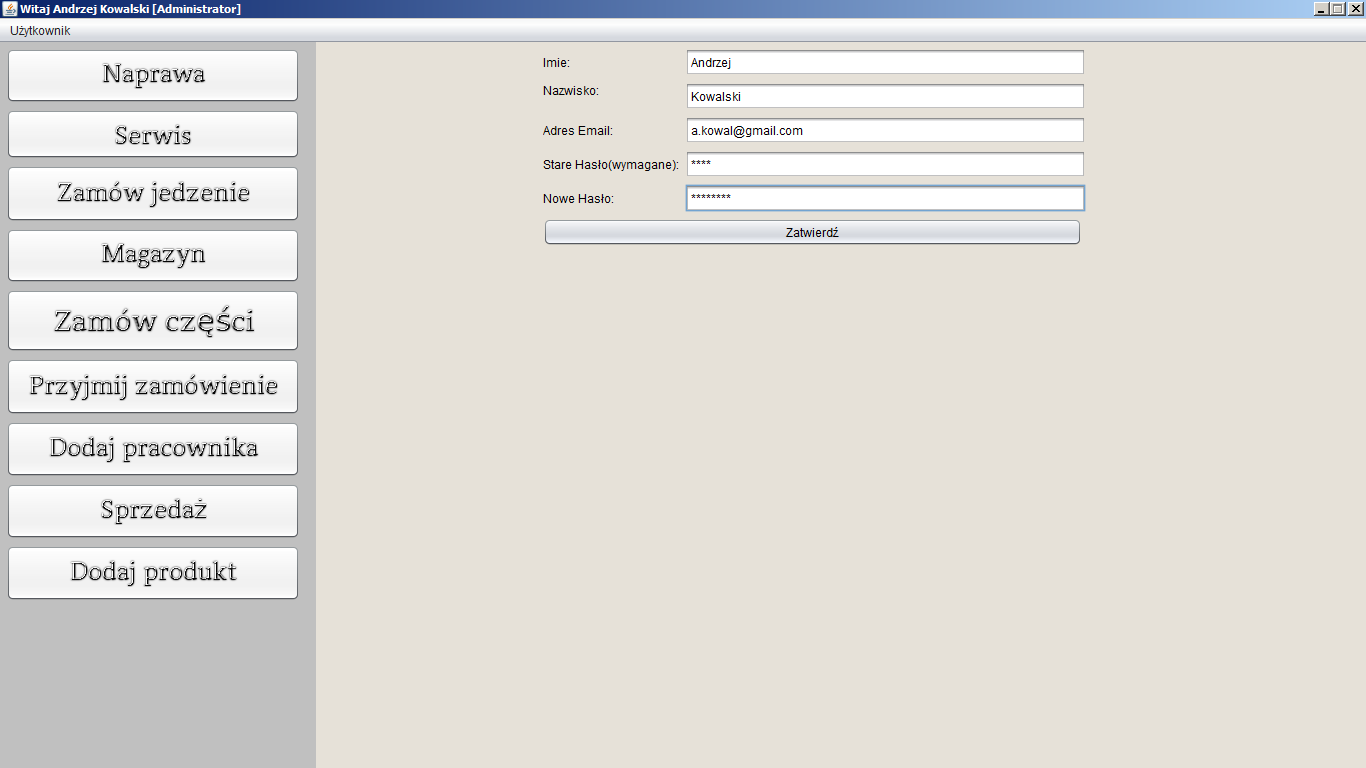 Witaj Andrzej Kowalski [Administrator]
Użytkownik
Naprawa
Serwis
Zamów jedzenie
Magazyn
Zamów części
Przyjmij zamówienie
Dodaj pracownika
Sprzedaż
Dodaj produkt
Imie: Andrzej
Nazwisko: Kowalski
Adres Email: a.kowal@gmail.com
Stare Hasło(wymagane): ****
Nowe Hasło: ********
Zatwierdź